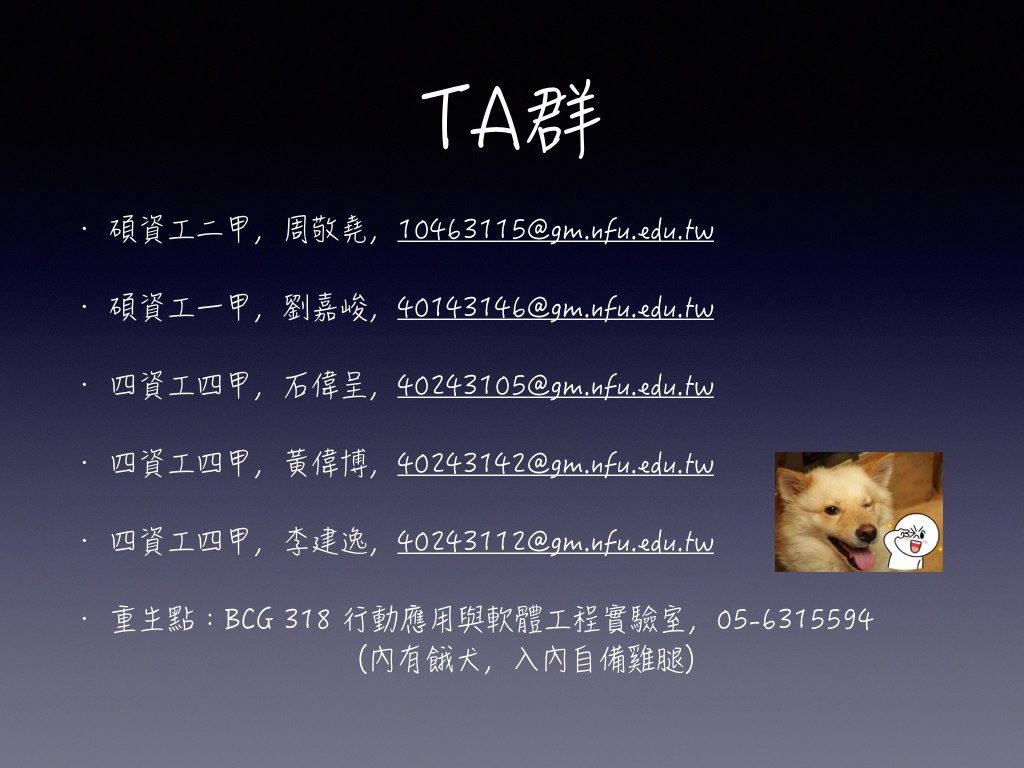 TA群
• 碩資工二甲, 周敬堯, 10463115@gm.nfu.edu.tw
• 碩資工一甲, 劉嘉峻, 40143146@gm.nfu.edu.tw
• 四資工四甲, 石偉呈, 40243105@gm.nfu.edu.tw
• 四資工四甲, 黃偉博, 40243142@gm.nfu.edu.tw
• 四資工四甲, 李建逸, 40243112@gm.nfu.edu.tw
• 重生點：BCG 318 行動應用與軟體工程實驗室, 05-6315594
(內有餓犬, 入內自備雞腿)